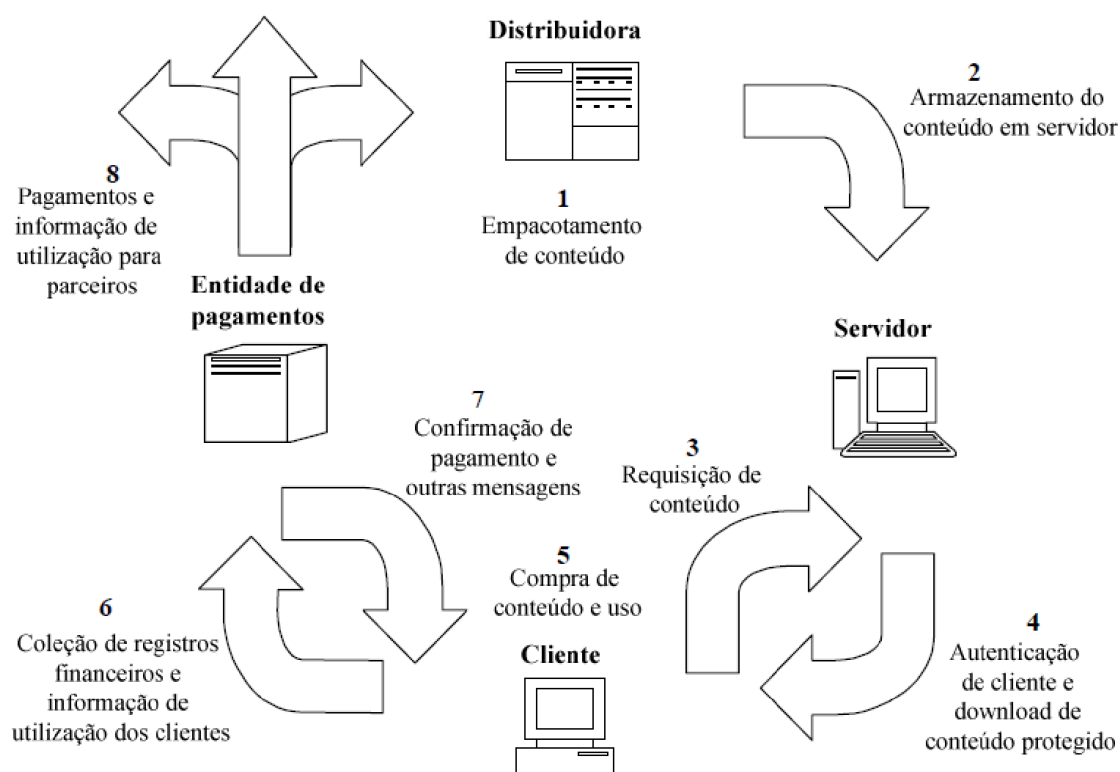 Distribuidora
1
Empacotamento
de conteúdo
2
Armazenamento do
conteúdo em servidor
Servidor
3
Requisição de
conteúdo
4
Autenticação
de cliente e
download de
conteúdo protegido
5
Compra de
conteúdo e uso
Cliente
6
Coleção de registros
financeiros e
informação de
utilização dos clientes
7
Confirmação de
pagamento e
outras mensagens
Entidade de
pagamentos
8
Pagamentos e
informação de
utilização para
parceiros